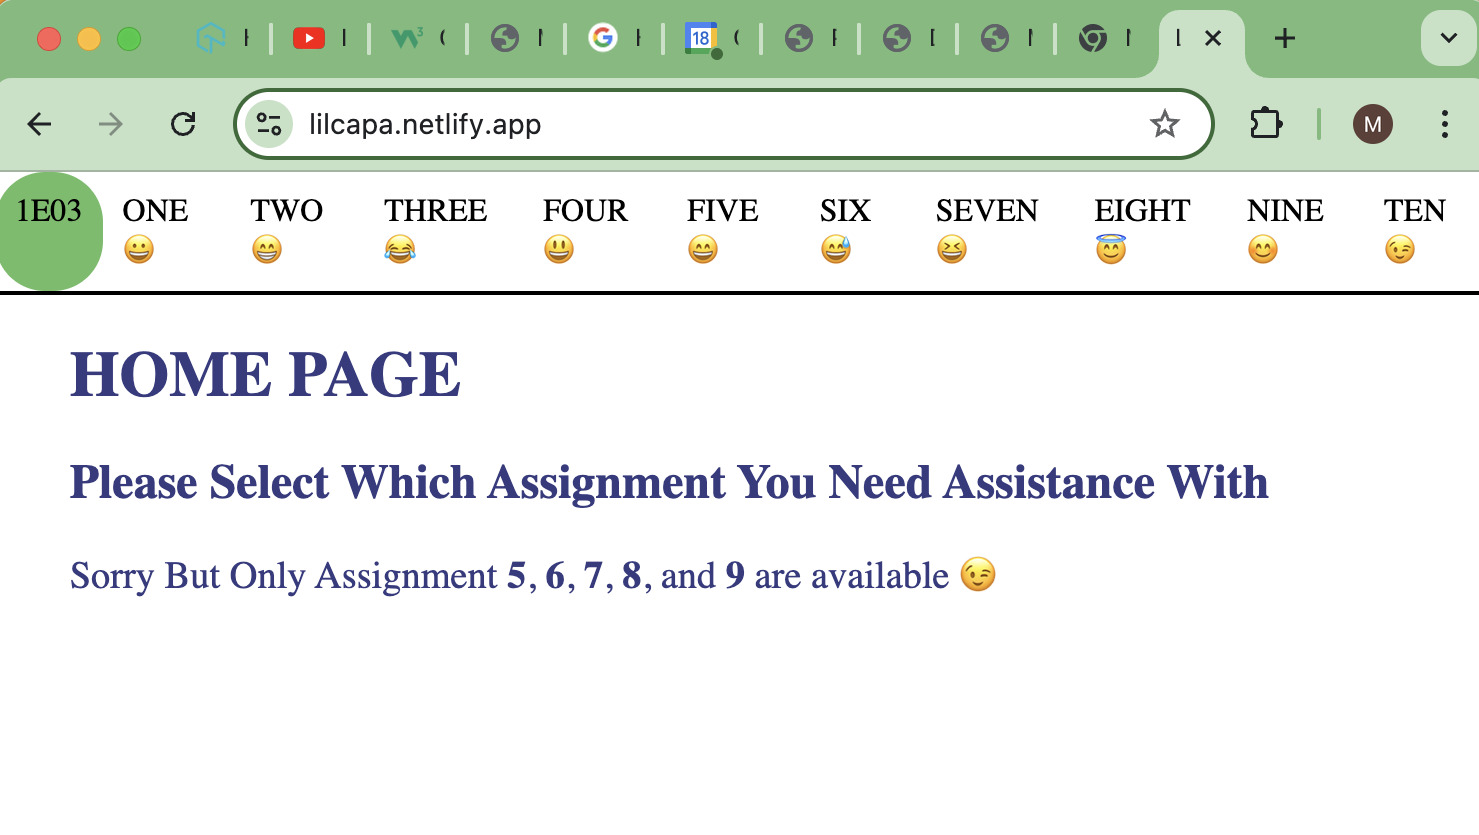 lilcapa.netlify.app
M
18
1E03 ONE TWO THREE FOUR FIVE SIX SEVEN EIGHT NINE TEN
😀 😁 😂 😃 😄 😅 😆 😇 😊 😉
HOME PAGE
Please Select Which Assignment You Need Assistance With
Sorry But Only Assignment 5, 6, 7, 8, and 9 are available 😉